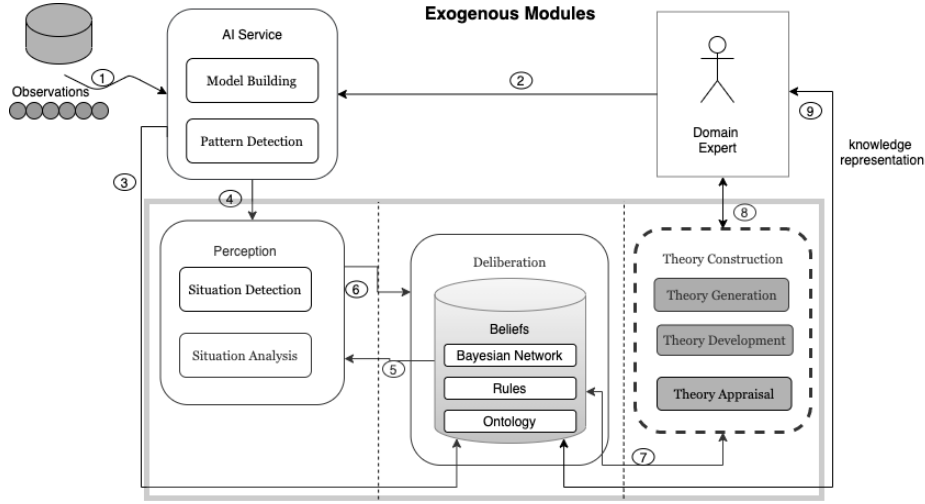 Exogenous Modules
AI Service
Model Building
Pattern Detection
Observations
1
2
Domain
Expert
9
knowledge
representation
3
4
8
Perception
Situation Detection
Situation Analysis
6
5
Deliberation
Beliefs
Bayesian Network
Rules
Ontology
Theory Construction
Theory Generation
Theory Development
Theory Appraisal
7